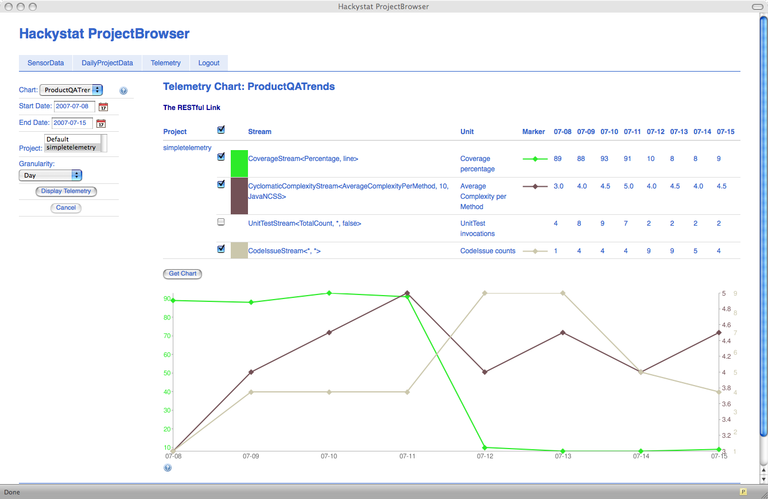 Hackystat ProjectBrowser
Hackystat ProjectBrowser
SensorData DailyProjectData Telemetry Logout
Chart: ProductQATrer
Start Date: 2007-07-08
End Date: 2007-07-15
Default
Project: simpletelemetry
Granularity:
Day
Display Telemetry
Cancel
Telemetry Chart: ProductQATrends
The RESTful Link
Project Stream Unit Marker 07-08 07-09 07-10 07-11 07-12 07-13 07-14 07-15
simpletelemetry
CoverageStream<Percentage, line> Coverage percentage 89 88 93 91 10 8 8 9
CyclomaticComplexityStream<AverageComplexityPerMethod, 10, JavaNCSS> Average Complexity per Method 3.0 4.0 4.5 5.0 4.0 4.5 4.0 4.5
UnitTestStream<TotalCount, *, false> UnitTest invocations 4 8 9 7 2 2 2 2
CodeIssueStream<*, *> CodeIssue counts 1 4 4 4 9 9 5 4
Get Chart
90
80
70
60
50
40
30
20
10
5 9
4.8
4.6 8
4.4 7
4.2 6
4 5
3.8
3.6 4
3.4 3
3.2 2
3 1
07-08 07-09 07-10 07-11 07-12 07-13 07-14 07-15
Done